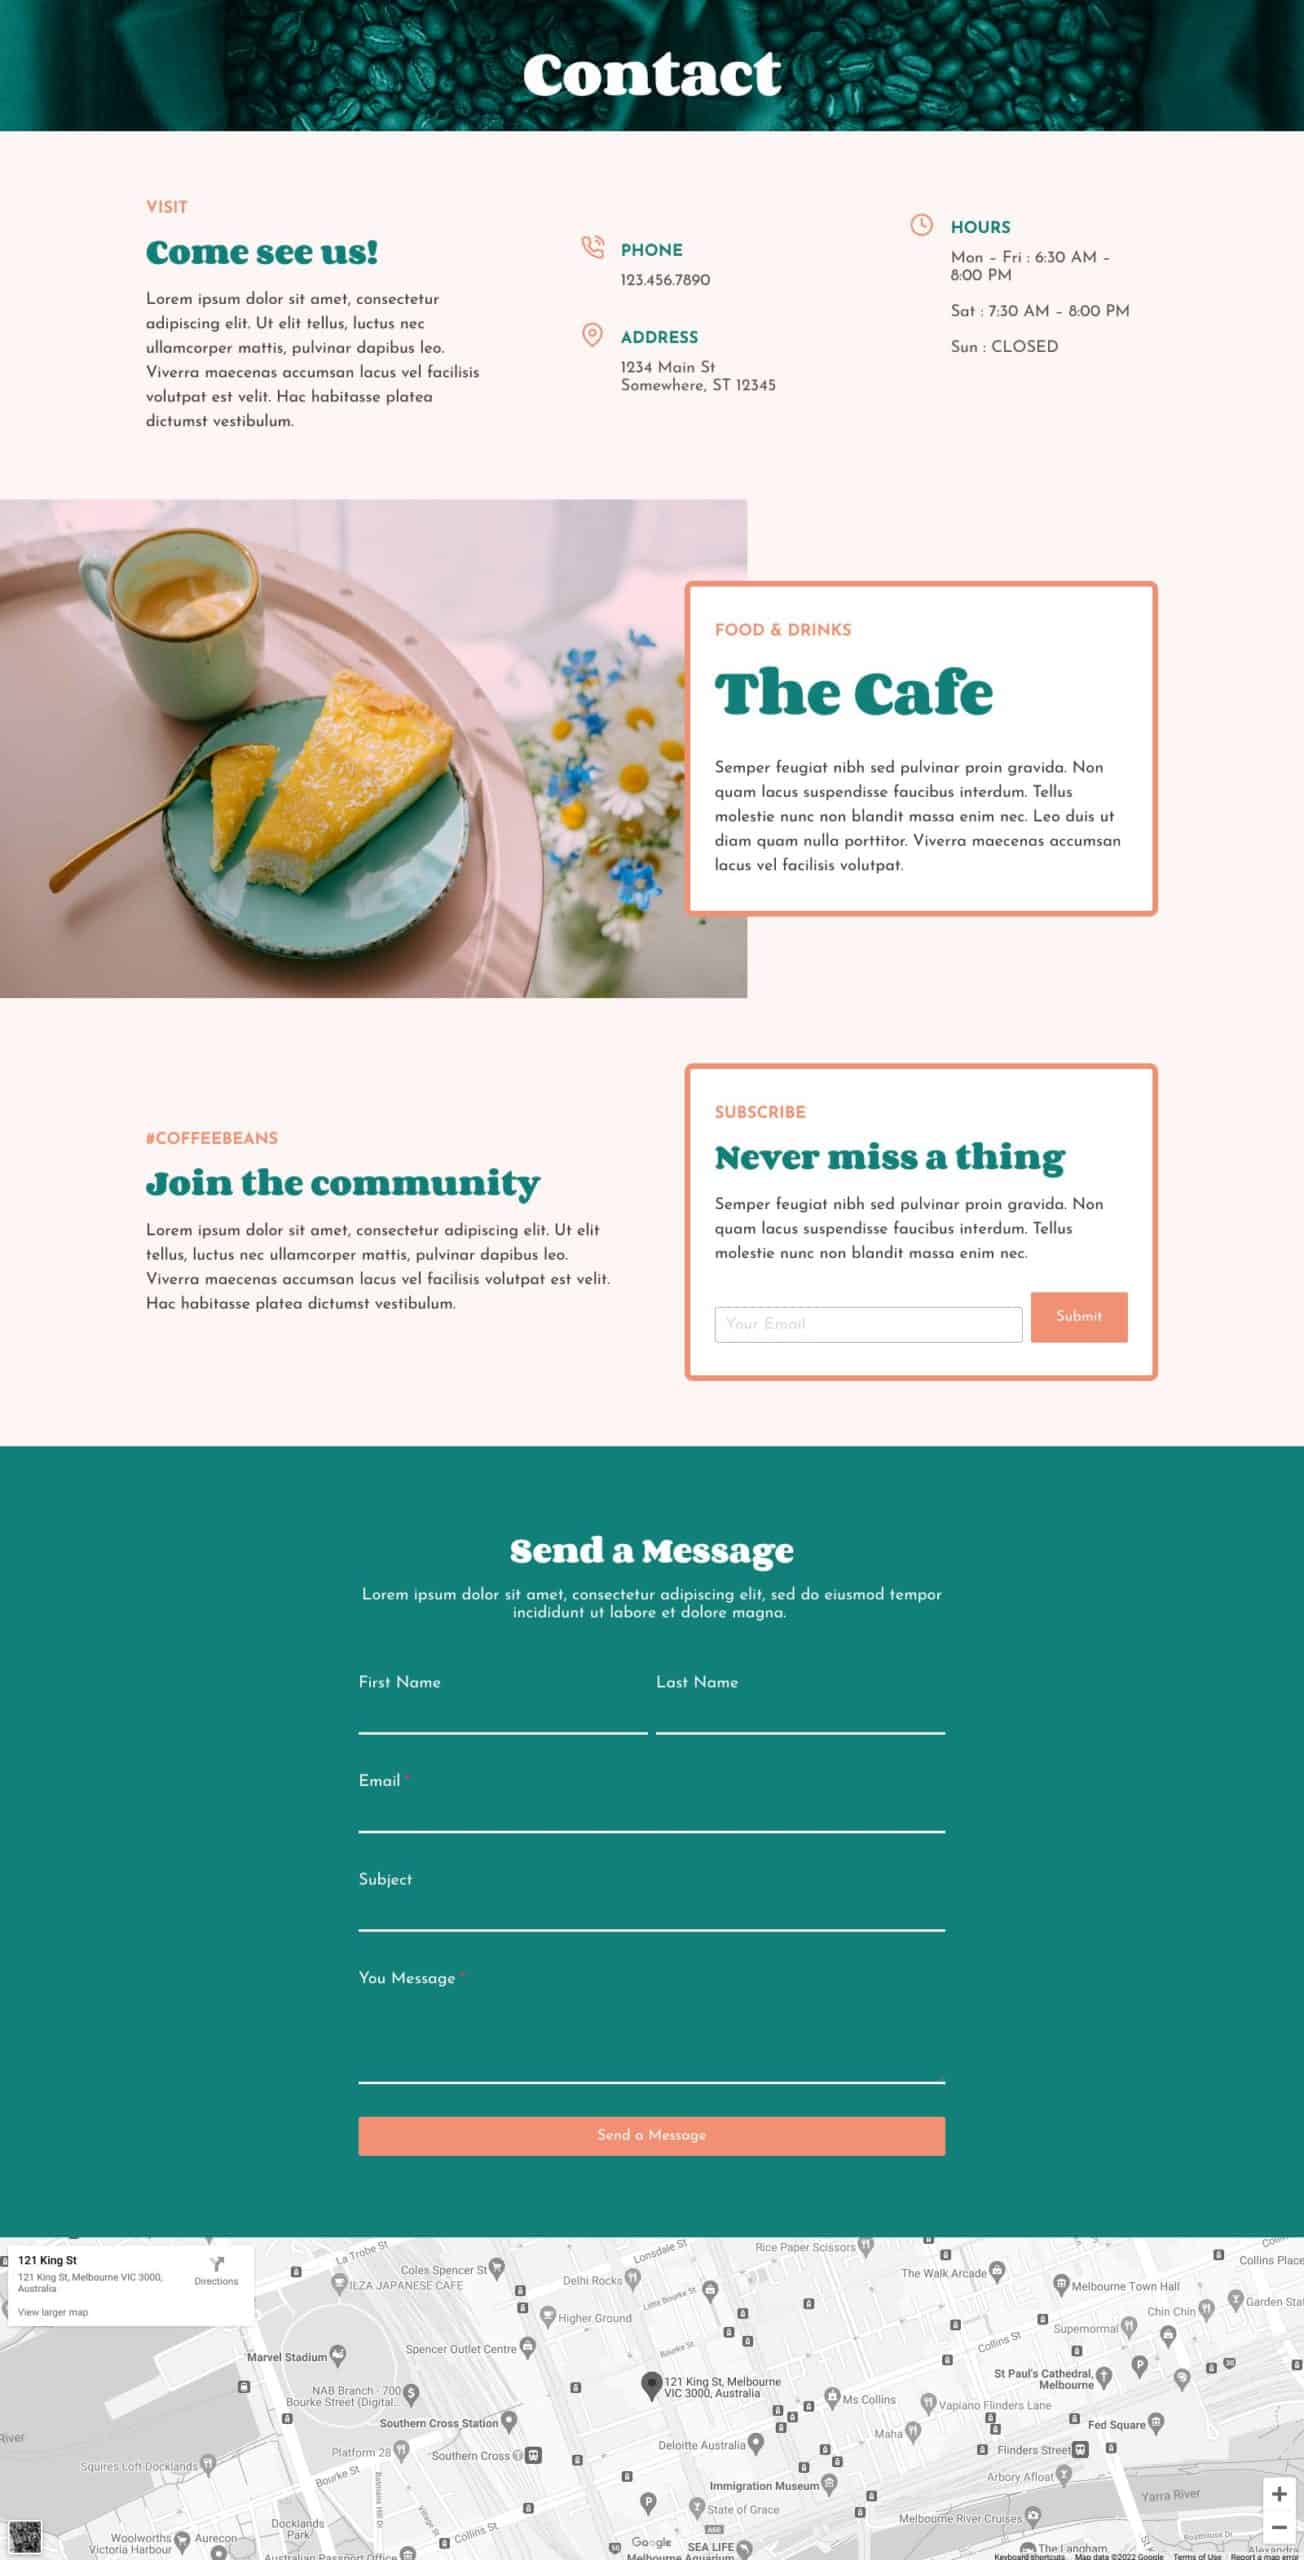 Contact
VISIT
Come see us!
Lorem ipsum dolor sit amet, consectetur
adipiscing elit. Ut elit tellus, luctus nec
ullamcorper mattis, pulvinar dapibus leo.
Viverra maecenas accumsan lacus vel facilisis
volutpat est velit. Hac habitasse platea
dictumst vestibulum.
PHONE
123.456.7890
ADDRESS
1234 Main St
Somewhere, ST 12345
HOURS
Mon – Fri : 6:30 AM –
8:00 PM
Sat : 7:30 AM – 8:00 PM
Sun : CLOSED
FOOD & DRINKS
The Cafe
Semper feugiat nibh sed pulvinar proin gravida. Non
quam lacus suspendisse faucibus interdum. Tellus
molestie nunc non blandit massa enim nec. Leo duis ut
diam quam nulla porttitor. Viverra maecenas accumsan
lacus vel facilisis volutpat.
#COFFEEBEANS
Join the community
Lorem ipsum dolor sit amet, consectetur adipiscing elit. Ut elit
tellus, luctus nec ullamcorper mattis, pulvinar dapibus leo.
Viverra maecenas accumsan lacus vel facilisis volutpat est velit.
Hac habitasse platea dictumst vestibulum.
SUBSCRIBE
Never miss a thing
Semper feugiat nibh sed pulvinar proin gravida. Non
quam lacus suspendisse faucibus interdum. Tellus
molestie nunc non blandit massa enim nec.
Your Email
Submit
Send a Message
Lorem ipsum dolor sit amet, consectetur adipiscing elit, sed do eiusmod tempor
incididunt ut labore et dolore magna.
First Name
Last Name
Email *
Subject
You Message *
Send a Message
121 King St
121 King St, Melbourne VIC 3000,
Australia
Directions
View larger map
La Trobe St
Coles Spencer St
ILZA JAPANESE CAFE
Lonsdale St
Delhi Rocks
Little Bourke St
Rice Paper Scissors
The Walk Arcade
Collins Place
Melbourne Town Hall
Garden Sta
Chin Chin
Higher Ground
Supernormal
Spencer Outlet Centre
Bourke St
Collins St
Marvel Stadium
St Paul's Cathedral,
Melbourne
121 King St, Melbourne
VIC 3000, Australia
NAB Branch - 700
Bourke Street (Digital...
Ms Collins
Vapiano Flinders Lane
Southern Cross Station
Fed Square
Maha
Deloitte Australia
Platform 28
Southern Cross
Flinders Street
River
Squires Loft Docklands
Bourke St
Immigration Museum
Arbory Afloat
Yarra River
Batmans Hill Dr
Village St
State of Grace
Melbourne River Cruises
Docklands
Park
Collins St
Woolworths
Victoria Harbour
Aurecon
Google
SEA LIFE
Melbourne Aquarium
The Langham
Boathouse Dr
Alexandra
Australian Passport Office
Keyboard shortcuts
Map data ©2022 Google
Terms of Use
Report a map error